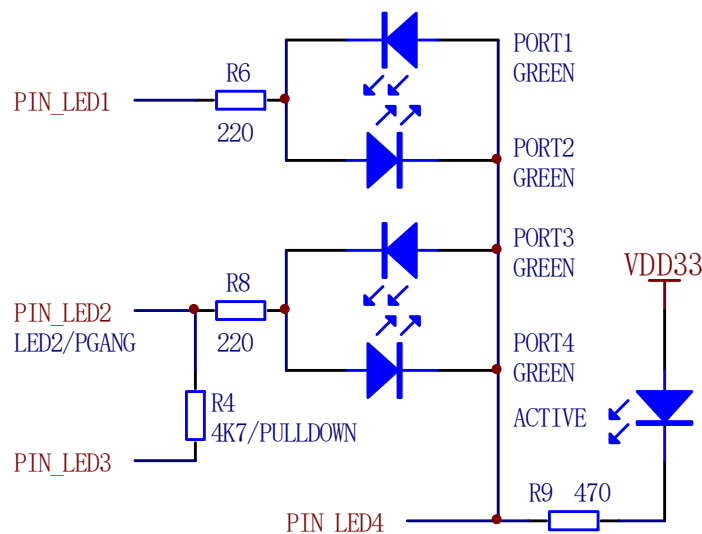 PORT1
GREEN
R6
PIN_LED1
220
PORT2
GREEN
PORT3
GREEN
VDD33
R8
PIN_LED2
LED2/PGANG
220
PORT4
GREEN
R4
4K7/PULLDOWN
ACTIVE
PIN_LED3
R9 470
PIN LED4